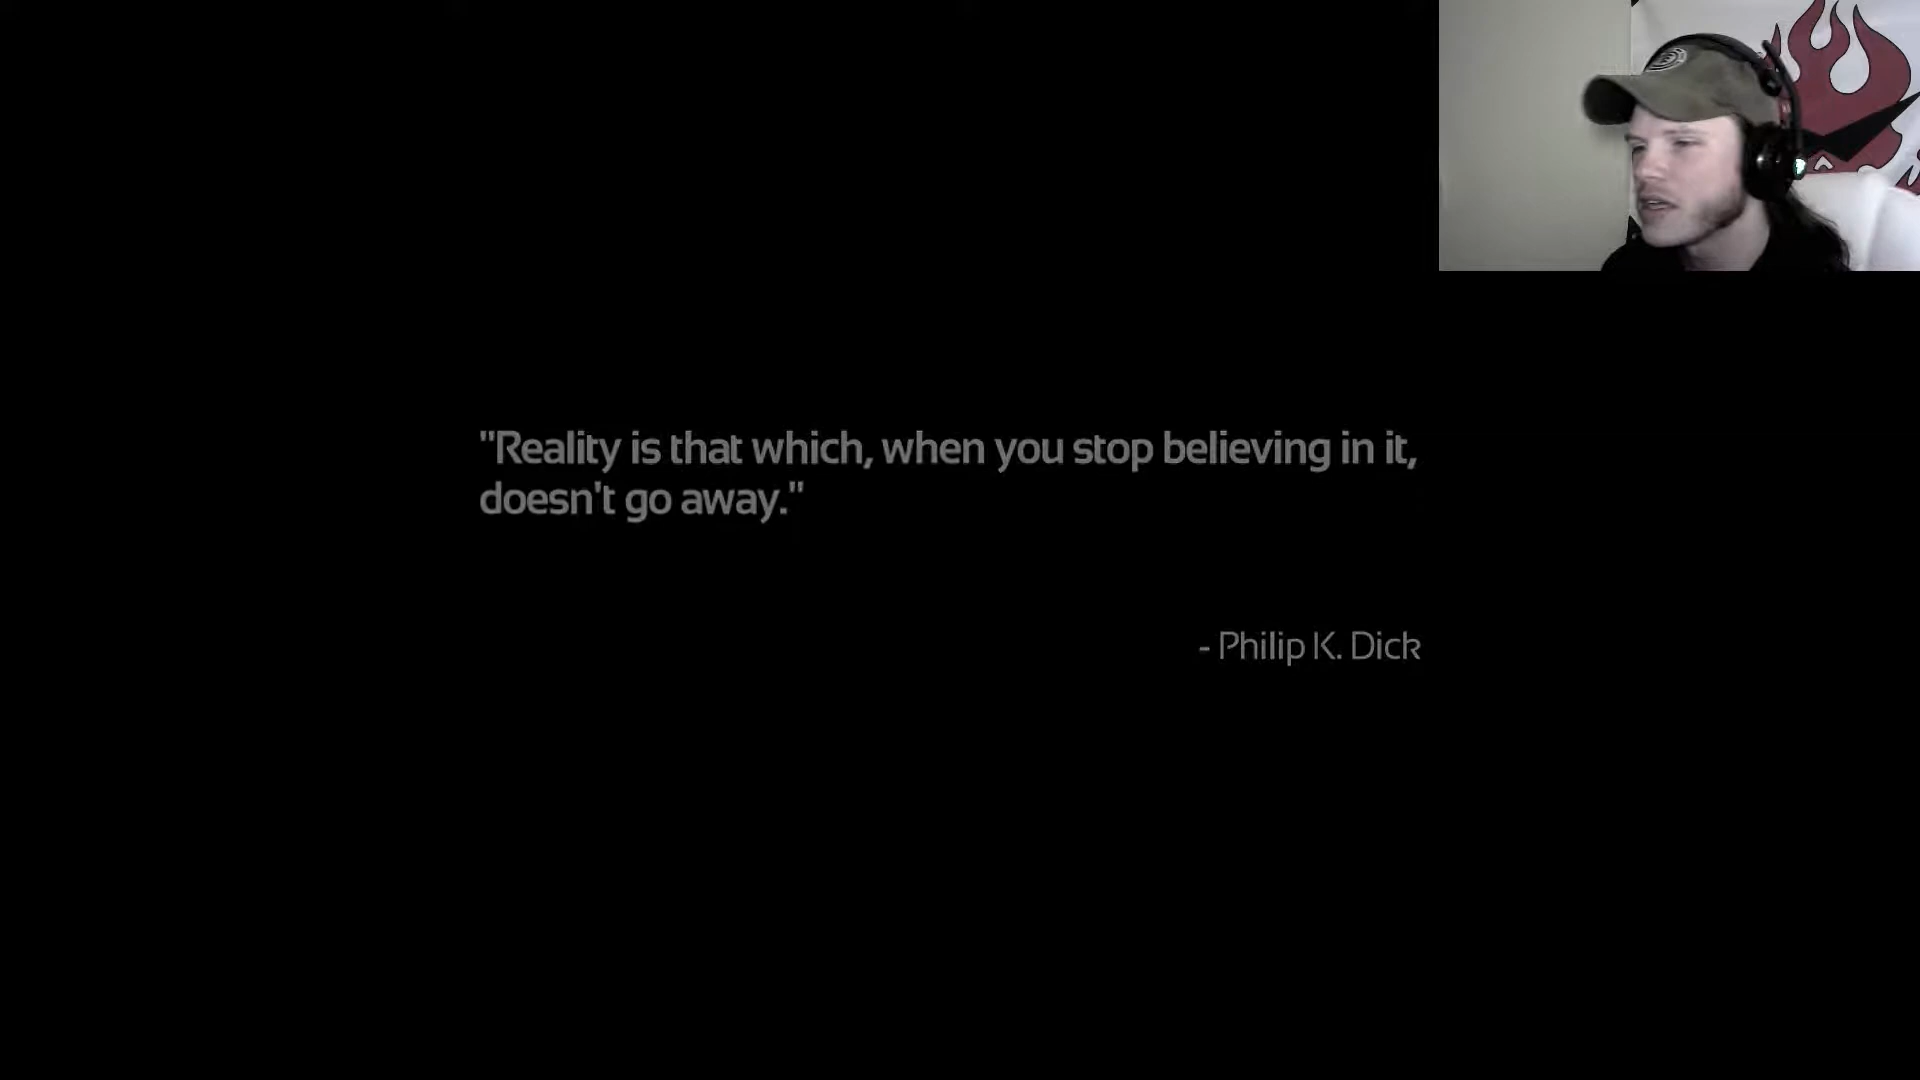 "Reality is that which, when you stop believing in it,
doesn't go away."
- Philip K. Dick